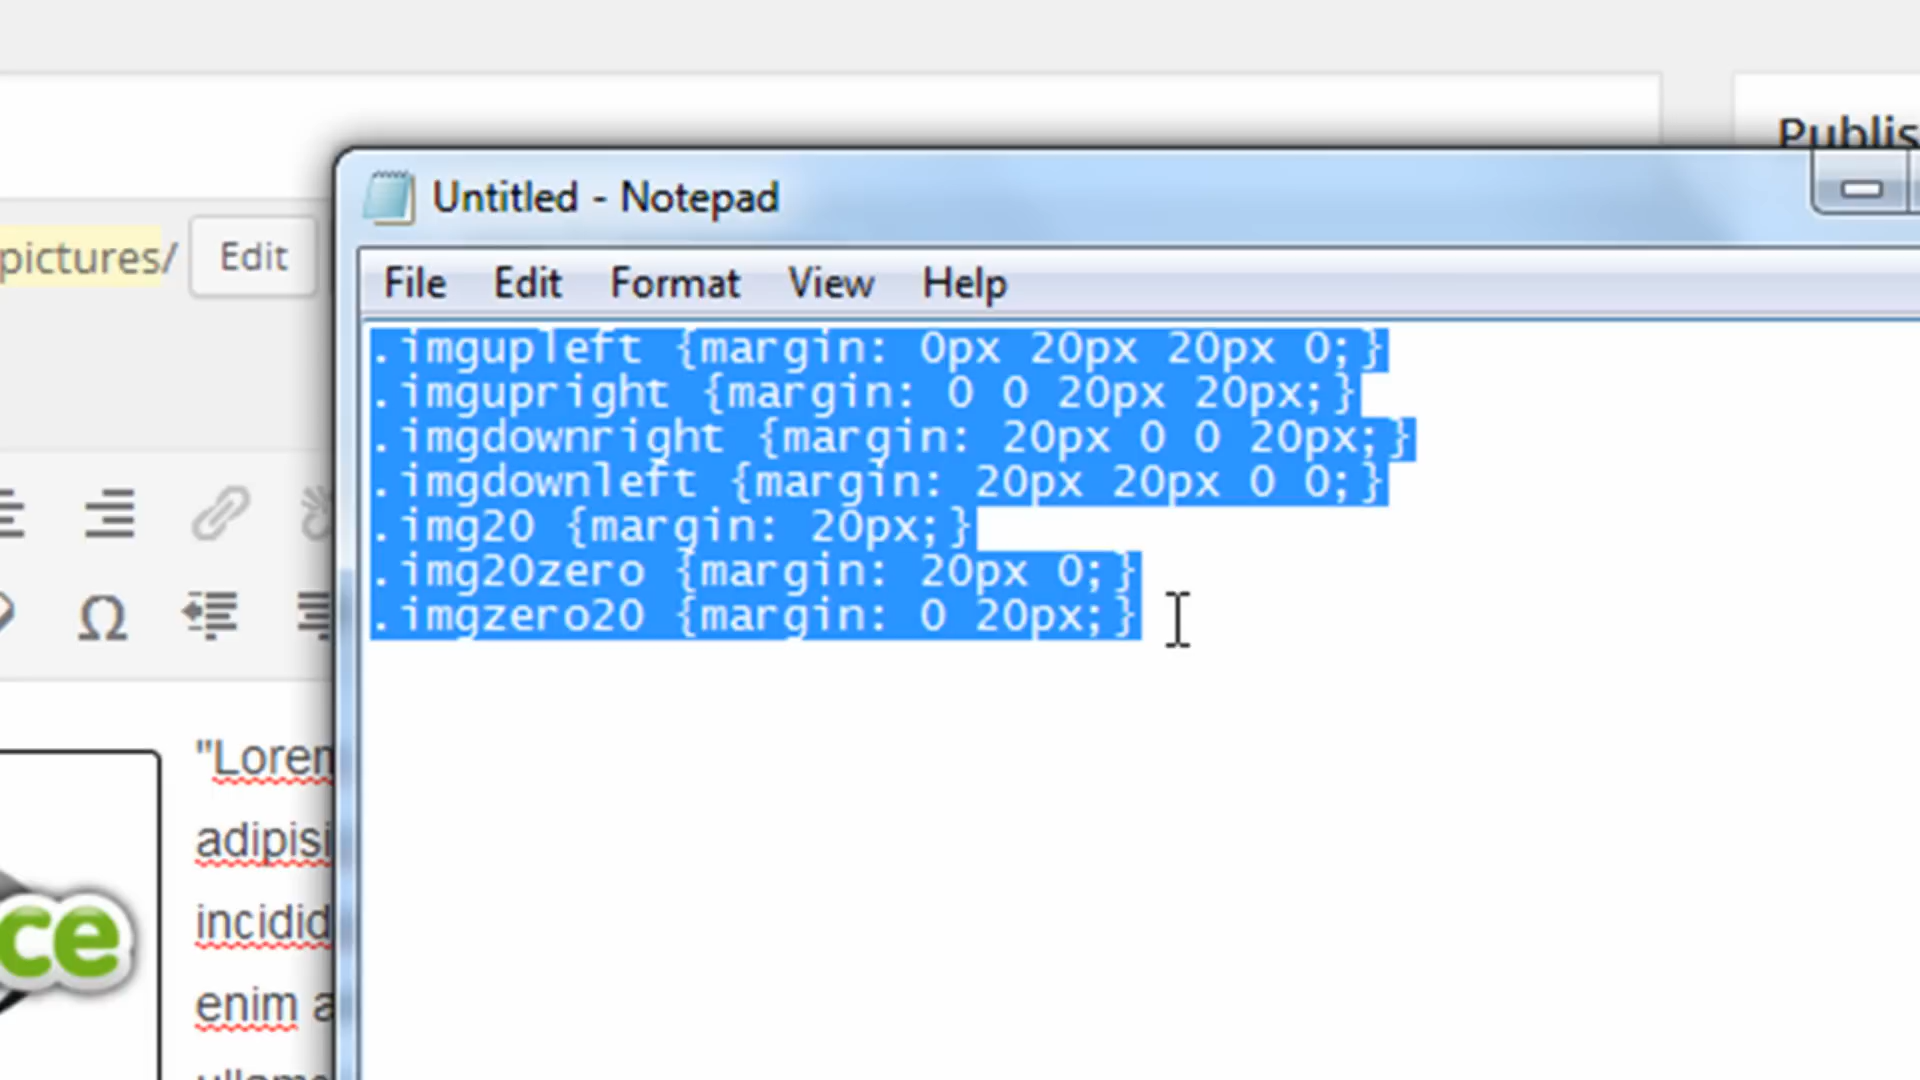 Publis
Untitled - Notepad
pictures/ Edit
File Edit Format View Help
.imgupleft {margin: 0px 20px 20px 0;}
.imgupright {margin: 0 0 20px 20px;}
.imgdownright {margin: 20px 0 0 20px;}
.imgdownleft {margin: 20px 20px 0 0;}
.img20 {margin: 20px;}
.img20zero {margin: 20px 0;}
.imgzero20 {margin: 0 20px;}
"Loren
adipisi
incidid
enim a
ce